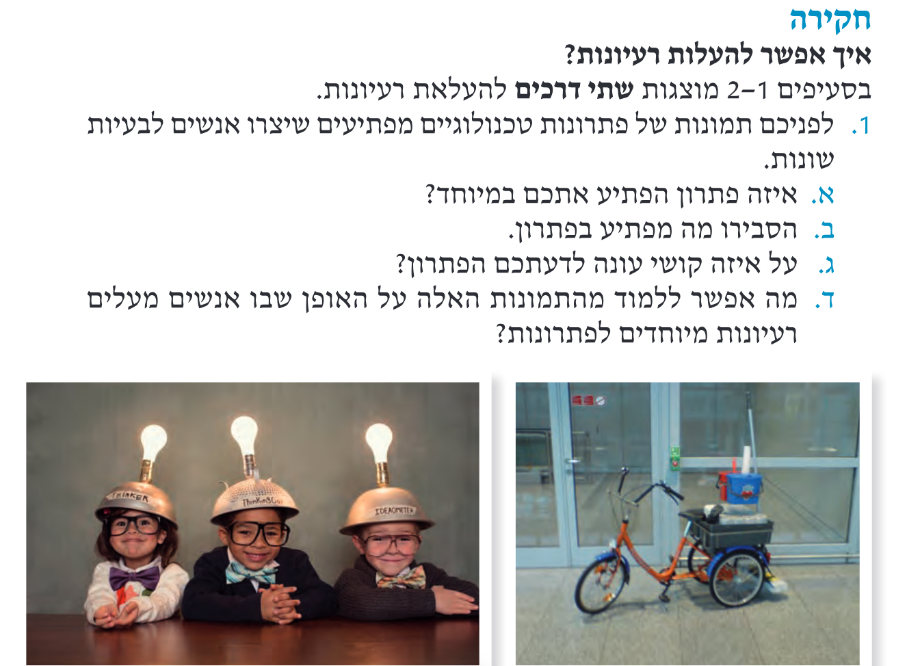 חקירה
איך אפשר להעלות רעיונות?
בסעיפים 1–2 מוצגות שתי דרכים להעלאת רעיונות.
1. לפניכם תמונות של פתרונות טכנולוגיים מפתיעים שיצרו אנשים לבעיות
שונות.
א. איזה פתרון הפתיע אתכם במיוחד?
ב. הסבירו מה מפתיע בפתרון.
ג. על איזה קושי עונה לדעתכם הפתרון?
ד. מה אפשר ללמוד מהתמונות האלה על האופן שבו אנשים מעלים
רעיונות מיוחדים לפתרונות?
THINKER
Thinking Cap
IDEAOMETER